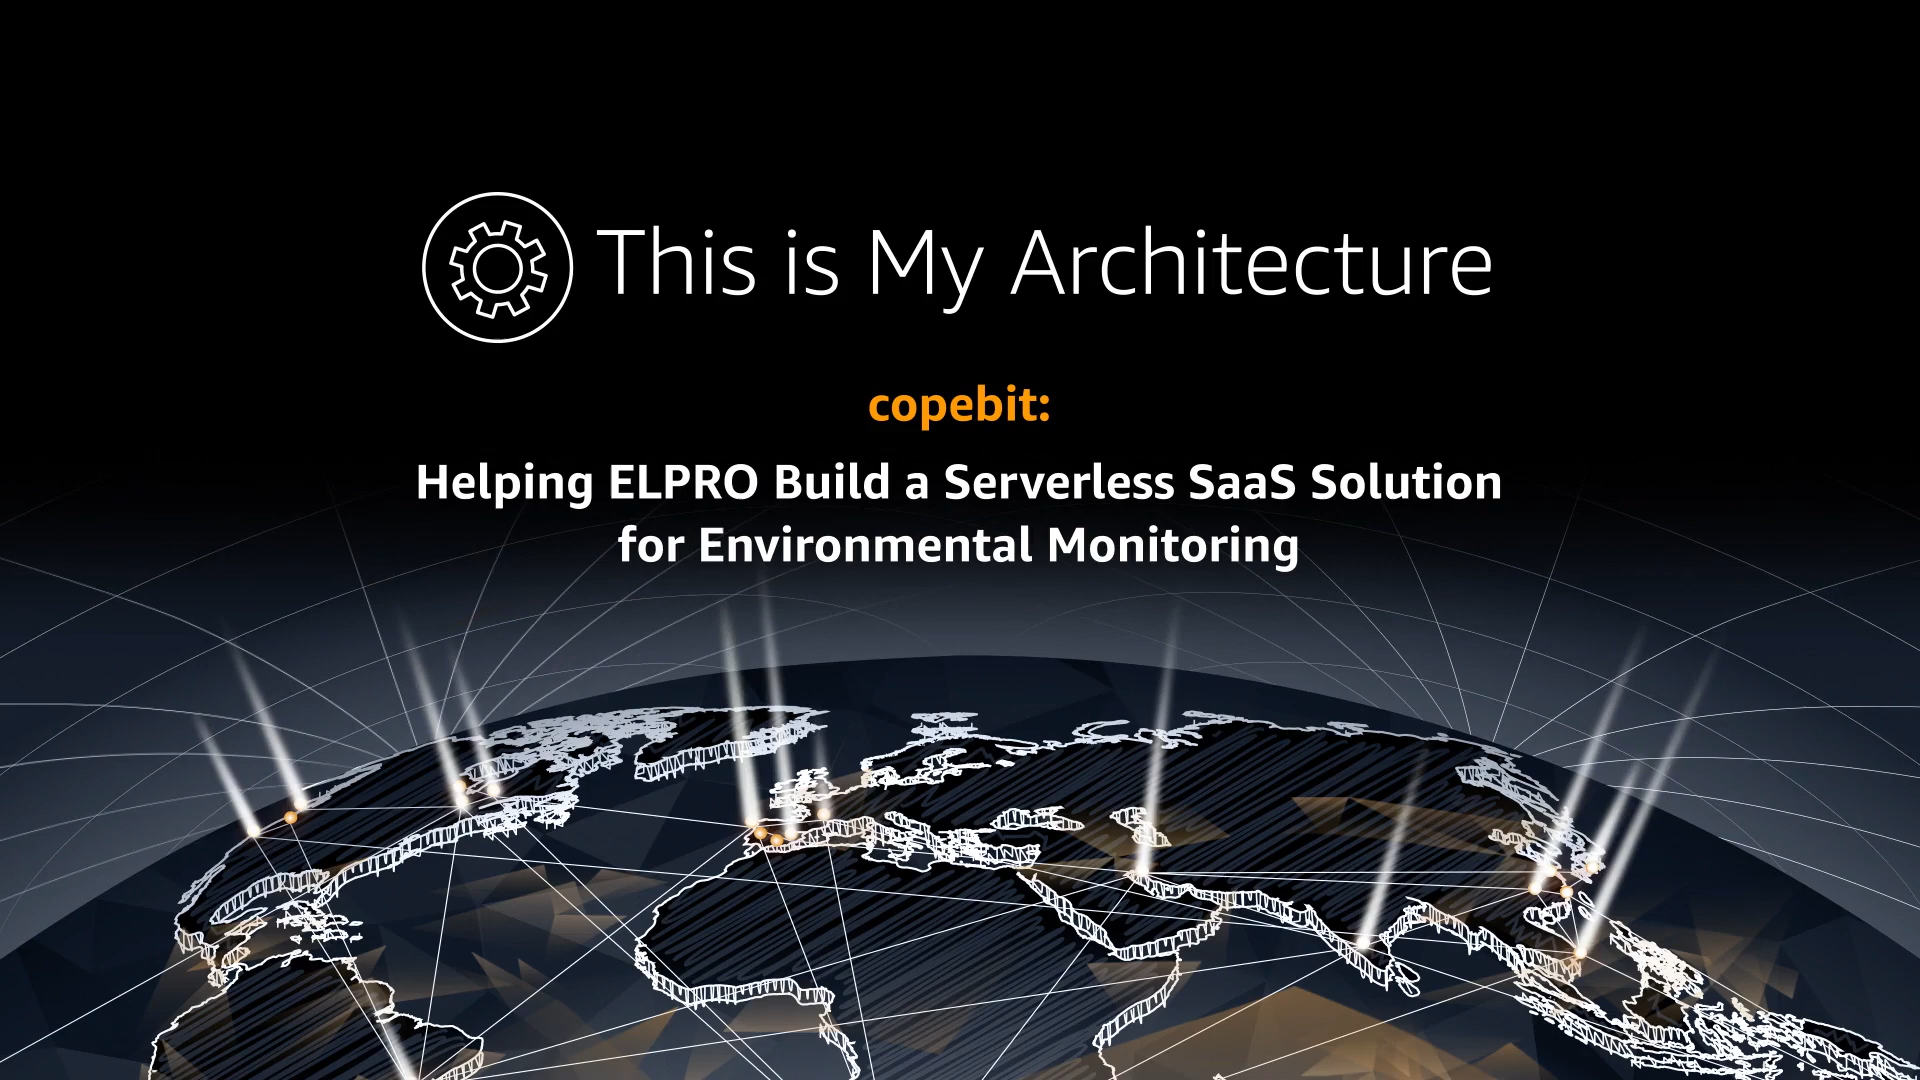 This is My Architecture
copebit:
Helping ELPRO Build a Serverless SaaS Solution
for Environmental Monitoring